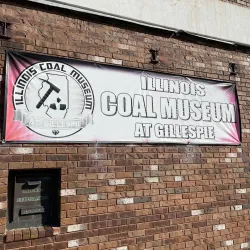 ILLINOIS COAL MUSEUM
ILLINOIS
COAL MUSEUM
AT GILLESPIE